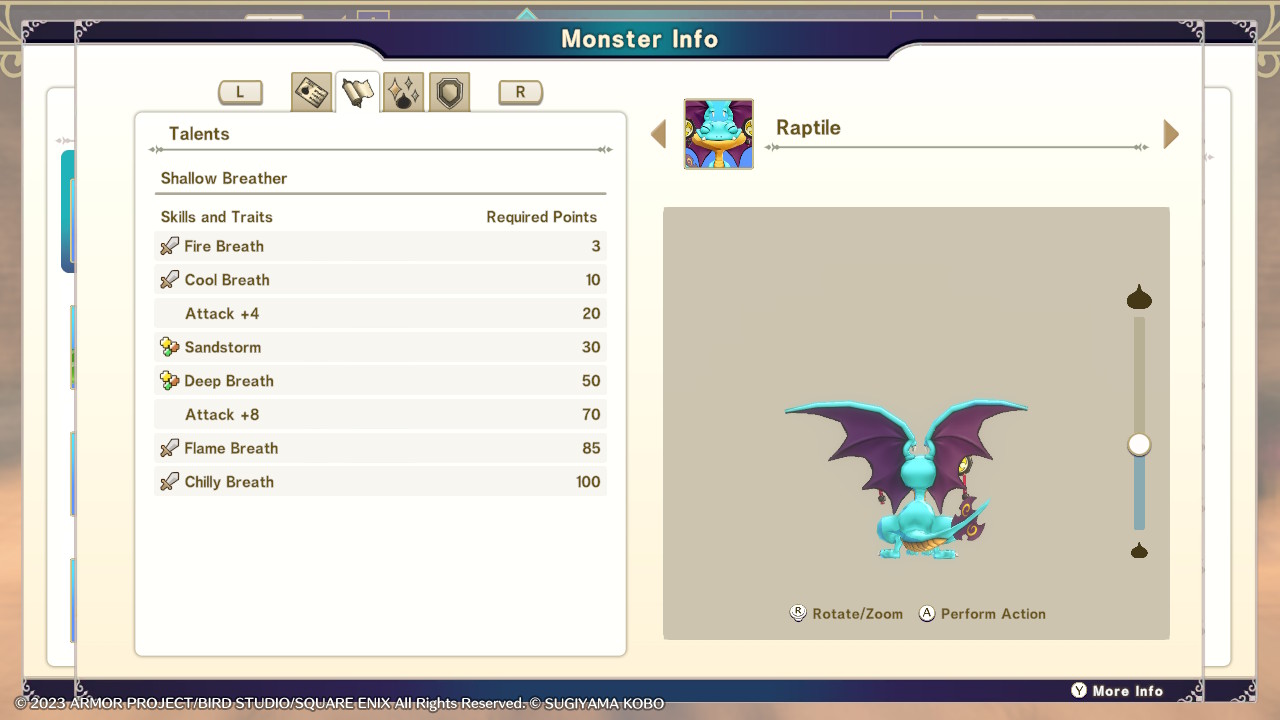 Monster Info
L
R
Talents
Raptile
Shallow Breather
Skills and Traits Required Points
Fire Breath 3
Cool Breath 10
Attack +4 20
Sandstorm 30
Deep Breath 50
Attack +8 70
Flame Breath 85
Chilly Breath 100
R Rotate/Zoom A Perform Action
Y More Info
© 2023 ARMOR PROJECT/BIRD STUDIO/SQUARE ENIX All Rights Reserved. © SUGIYAMA KOBO